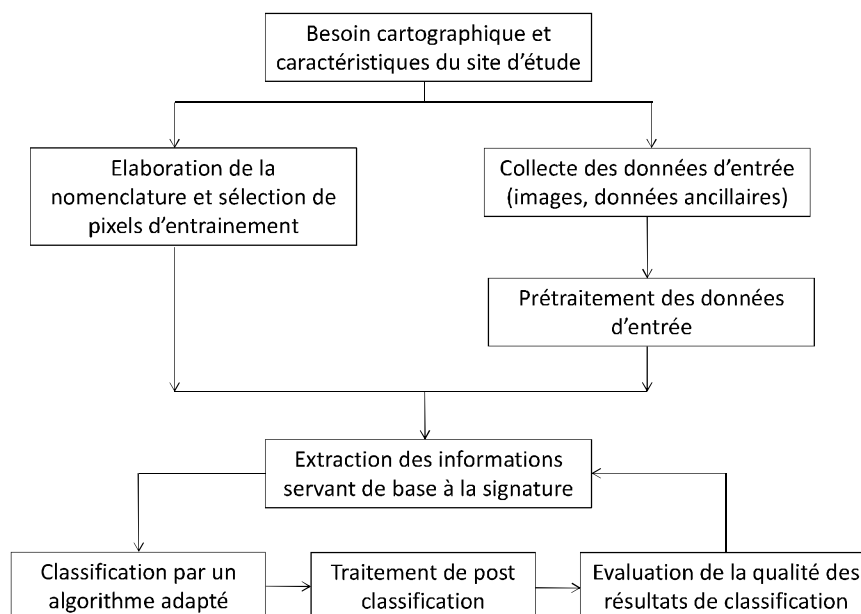 Besoin cartographique et
caractéristiques du site d'étude
Elaboration de la
nomenclature et sélection de
pixels d'entrainement
Collecte des données d'entrée
(images, données ancillaires)
Prétraitement des données
d'entrée
Extraction des informations
servant de base à la signature
Classification par un
algorithme adapté
Traitement de post
classification
Evaluation de la qualité des
résultats de classification